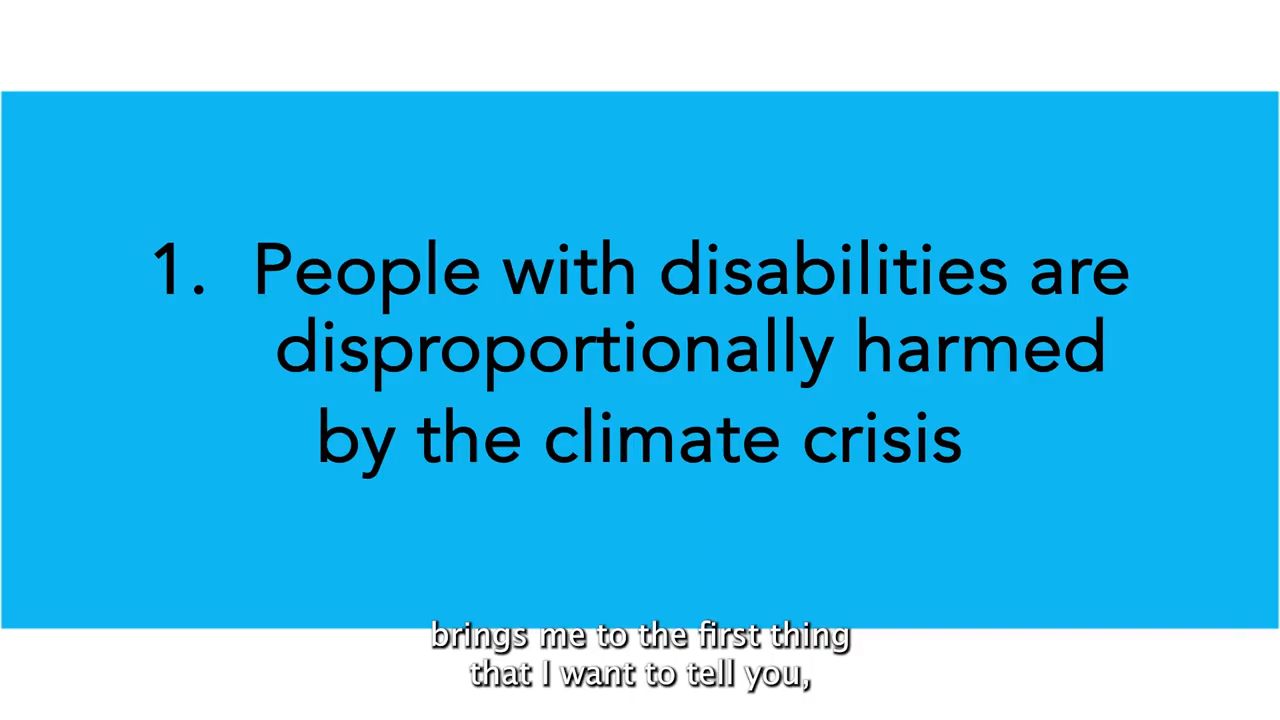 1. People with disabilities are
disproportionally harmed
by the climate crisis
brings me to the first thing
that I want to tell you,